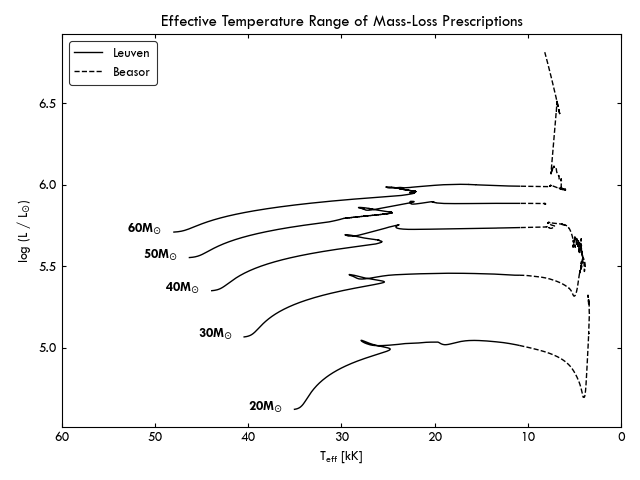 Effective Temperature Range of Mass-Loss Prescriptions
Leuven
Beasor
6.5
6.0
5.5
5.0
log (L / L☉)
60M☉
50M☉
40M☉
30M☉
20M☉
60 50 40 30 20 10 0
T_eff [kK]